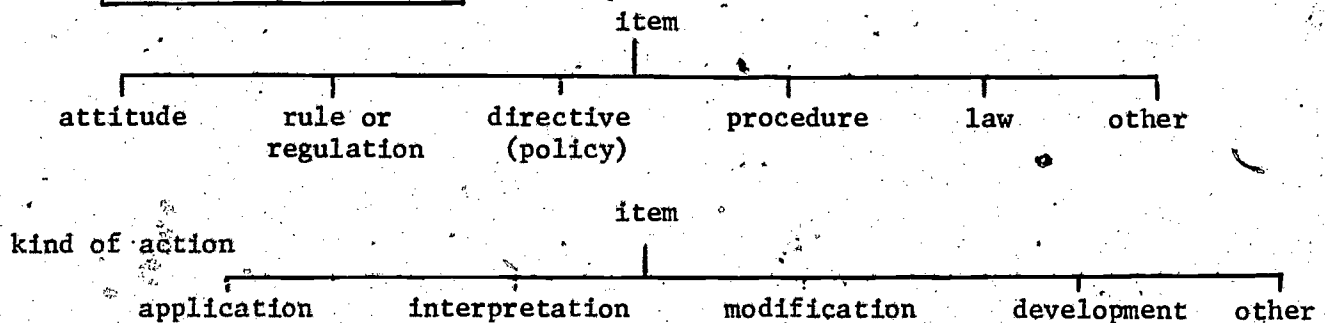 item
attitude rule or directive procedure law other
regulation (policy)
item
kind of action
application interpretation modification development other